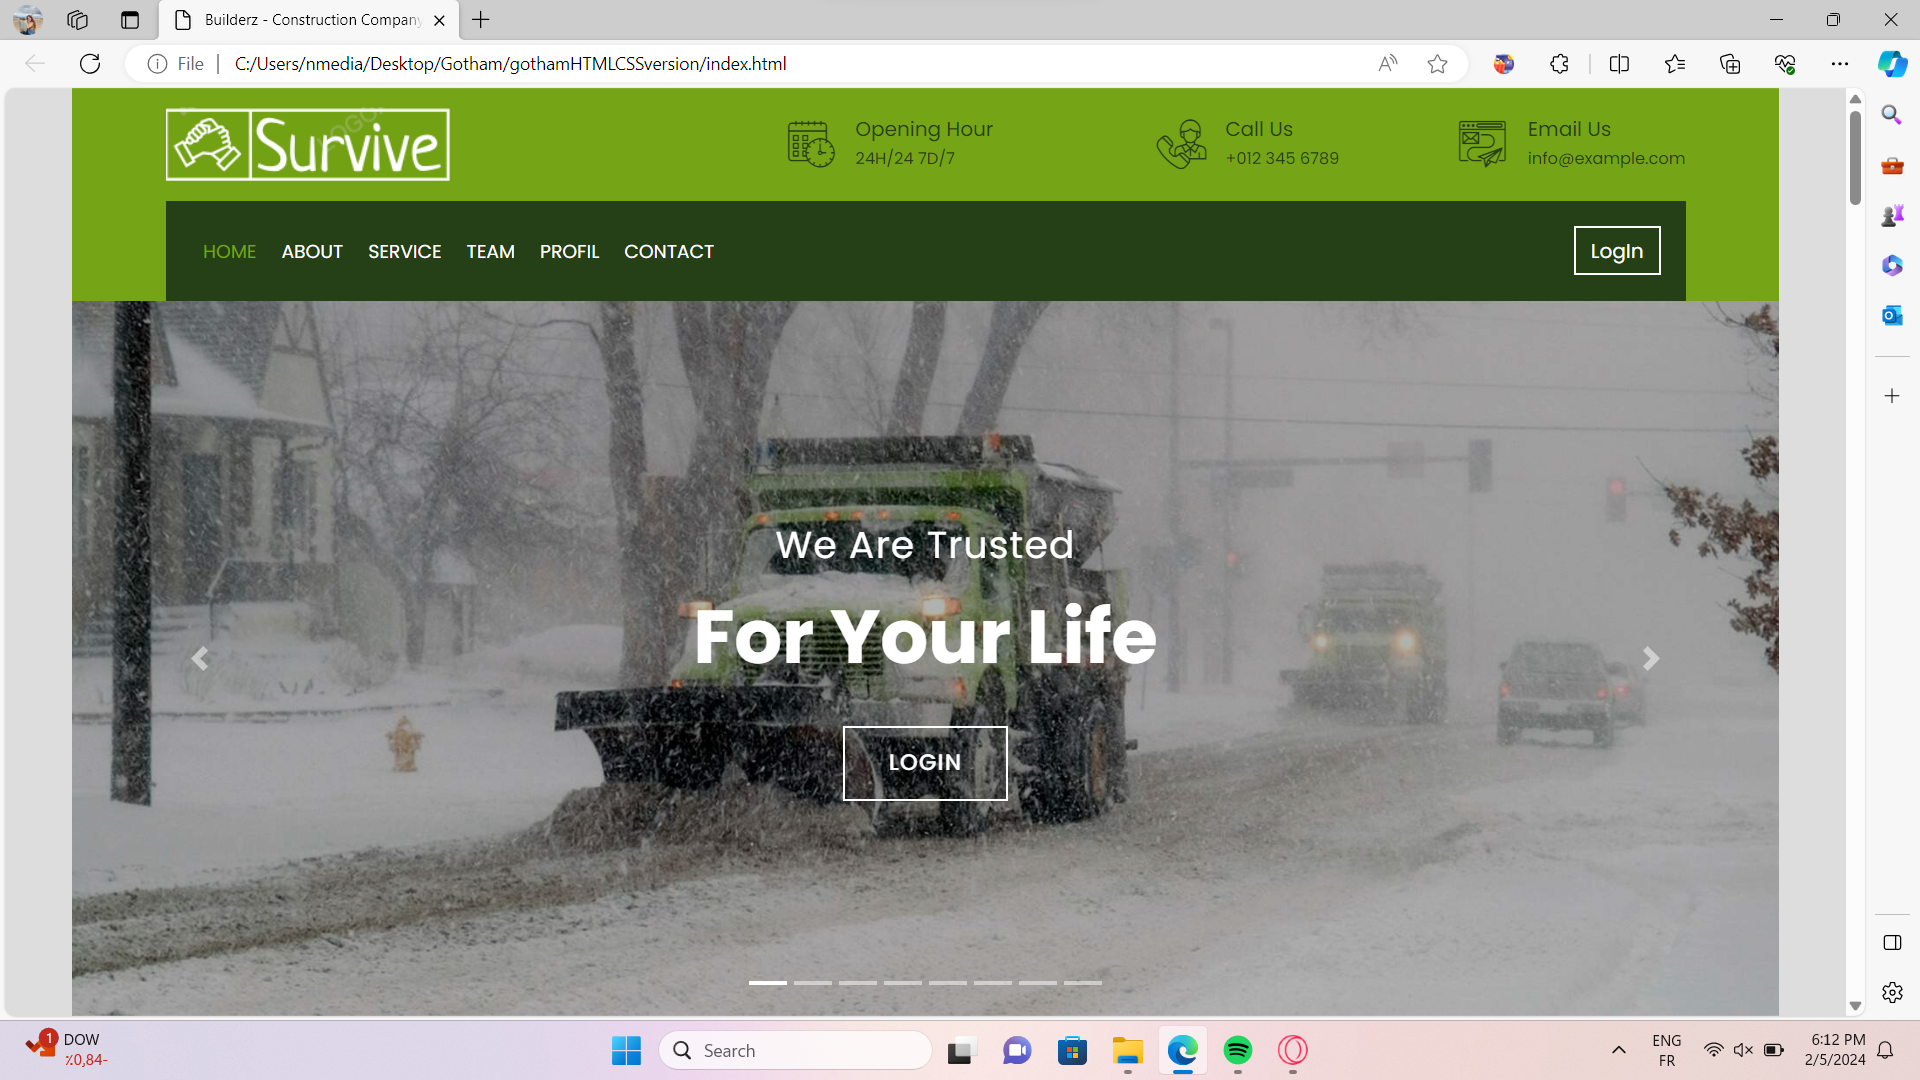 Builderz - Construction Company
File
C:/Users/nmedia/Desktop/Gotham/gothamHTMLCSSversion/index.html
Survive
Opening Hour
24H/24 7D/7
Call Us
+012 345 6789
Email Us
info@example.com
HOME ABOUT SERVICE TEAM PROFIL CONTACT
LogIn
We Are Trusted
For Your Life
LOGIN
1
DOW
٪0,84-
Search
ENG
FR
6:12 PM
2/5/2024